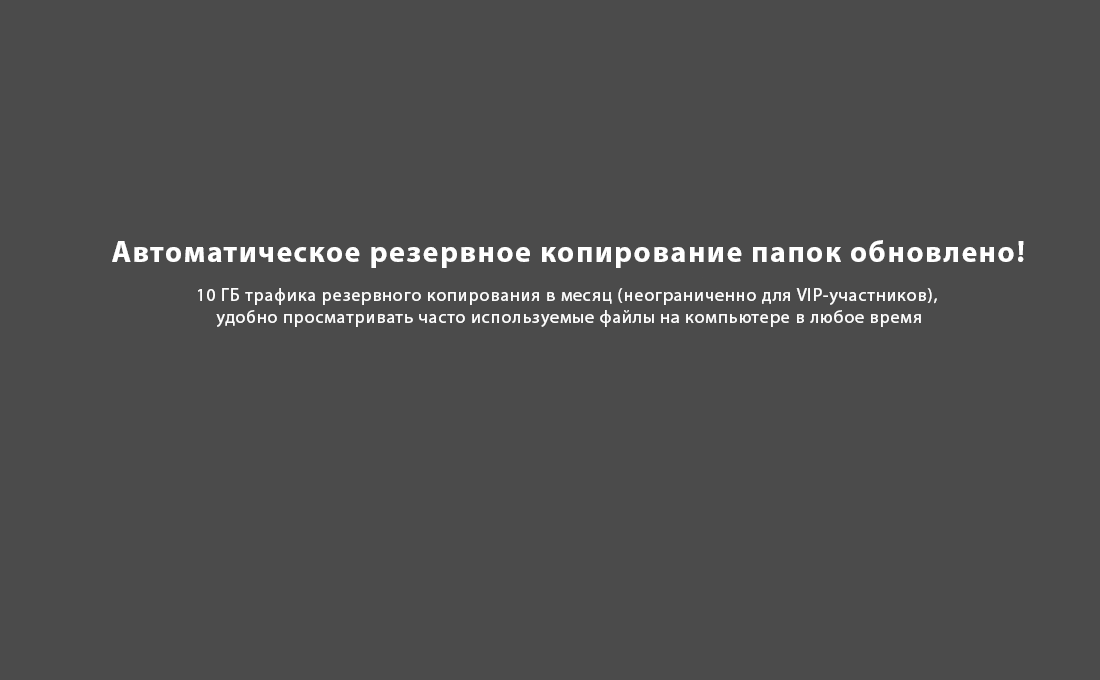 Автоматическое резервное копирование папок обновлено!
10 ГБ трафика резервного копирования в месяц (неограниченно для VIP-участников),
удобно просматривать часто используемые файлы на компьютере в любое время